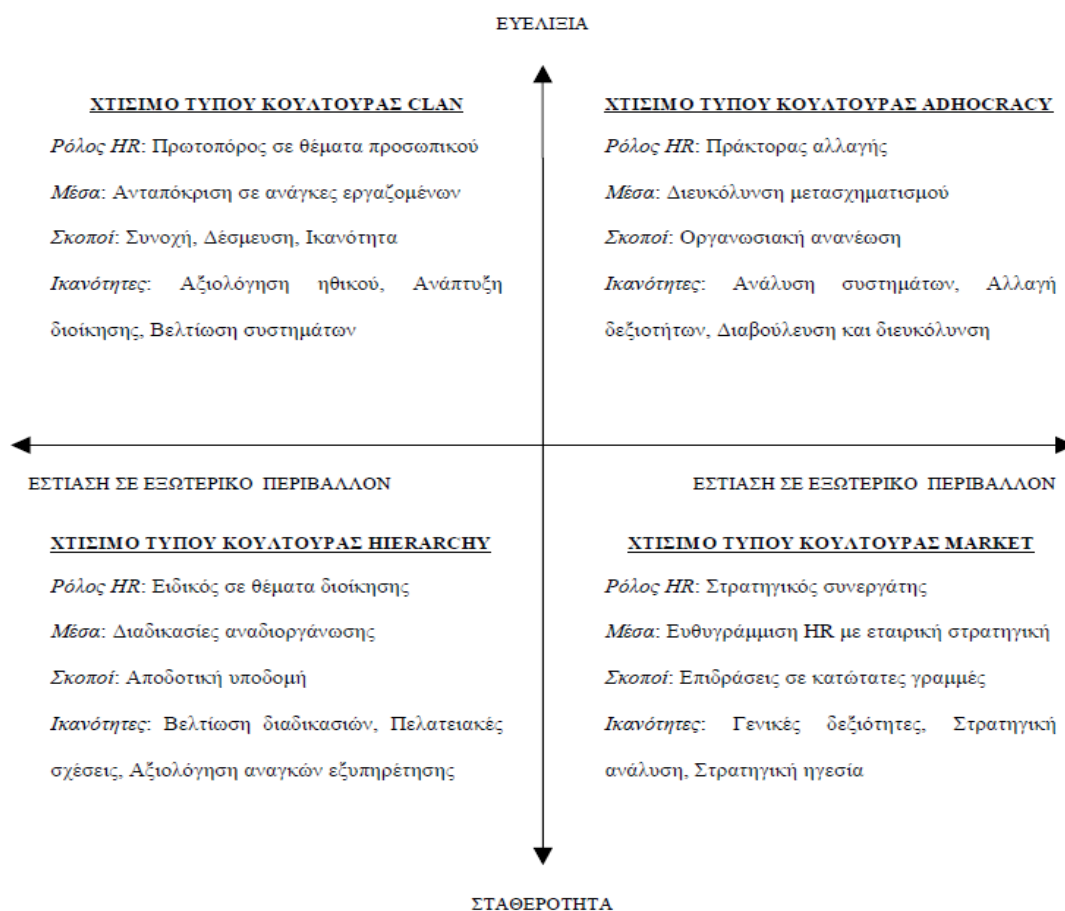 ΕΥΕΛΙΞΙΑ
ΧΤΙΣΙΜΟ ΤΥΠΟΥ ΚΟΥΛΤΟΥΡΑΣ CLAN
Ρόλος HR: Πρωτοπόρος σε θέματα προσωπικού
Μέσα: Ανταπόκριση σε ανάγκες εργαζομένων
Σκοποί: Συνοχή, Δέσμευση, Ικανότητα
Ικανότητες: Αξιολόγηση ηθικού, Ανάπτυξη
διοίκησης, Βελτίωση συστημάτων
ΧΤΙΣΙΜΟ ΤΥΠΟΥ ΚΟΥΛΤΟΥΡΑΣ ADHOCRACY
Ρόλος HR: Πράκτορας αλλαγής
Μέσα: Διευκόλυνση μετασχηματισμού
Σκοποί: Οργανωσιακή ανανέωση
Ικανότητες: Ανάλυση συστημάτων, Αλλαγή
δεξιοτήτων, Διαβούλευση και διευκόλυνση
ΕΣΤΙΑΣΗ ΣΕ ΕΞΩΤΕΡΙΚΟ ΠΕΡΙΒΑΛΛΟΝ
ΕΣΤΙΑΣΗ ΣΕ ΕΞΩΤΕΡΙΚΟ ΠΕΡΙΒΑΛΛΟΝ
ΧΤΙΣΙΜΟ ΤΥΠΟΥ ΚΟΥΛΤΟΥΡΑΣ HIERARCHY
Ρόλος HR: Ειδικός σε θέματα διοίκησης
Μέσα: Διαδικασίες αναδιοργάνωσης
Σκοποί: Αποδοτική υποδομή
Ικανότητες: Βελτίωση διαδικασιών, Πελατειακές
σχέσεις, Αξιολόγηση αναγκών εξυπηρέτησης
ΧΤΙΣΙΜΟ ΤΥΠΟΥ ΚΟΥΛΤΟΥΡΑΣ MARKET
Ρόλος HR: Στρατηγικός συνεργάτης
Μέσα: Ευθυγράμμιση HR με εταιρική στρατηγική
Σκοποί: Επιδράσεις σε κατώτατες γραμμές
Ικανότητες: Γενικές δεξιότητες, Στρατηγική
ανάλυση, Στρατηγική ηγεσία
ΣΤΑΘΕΡΟΤΗΤΑ